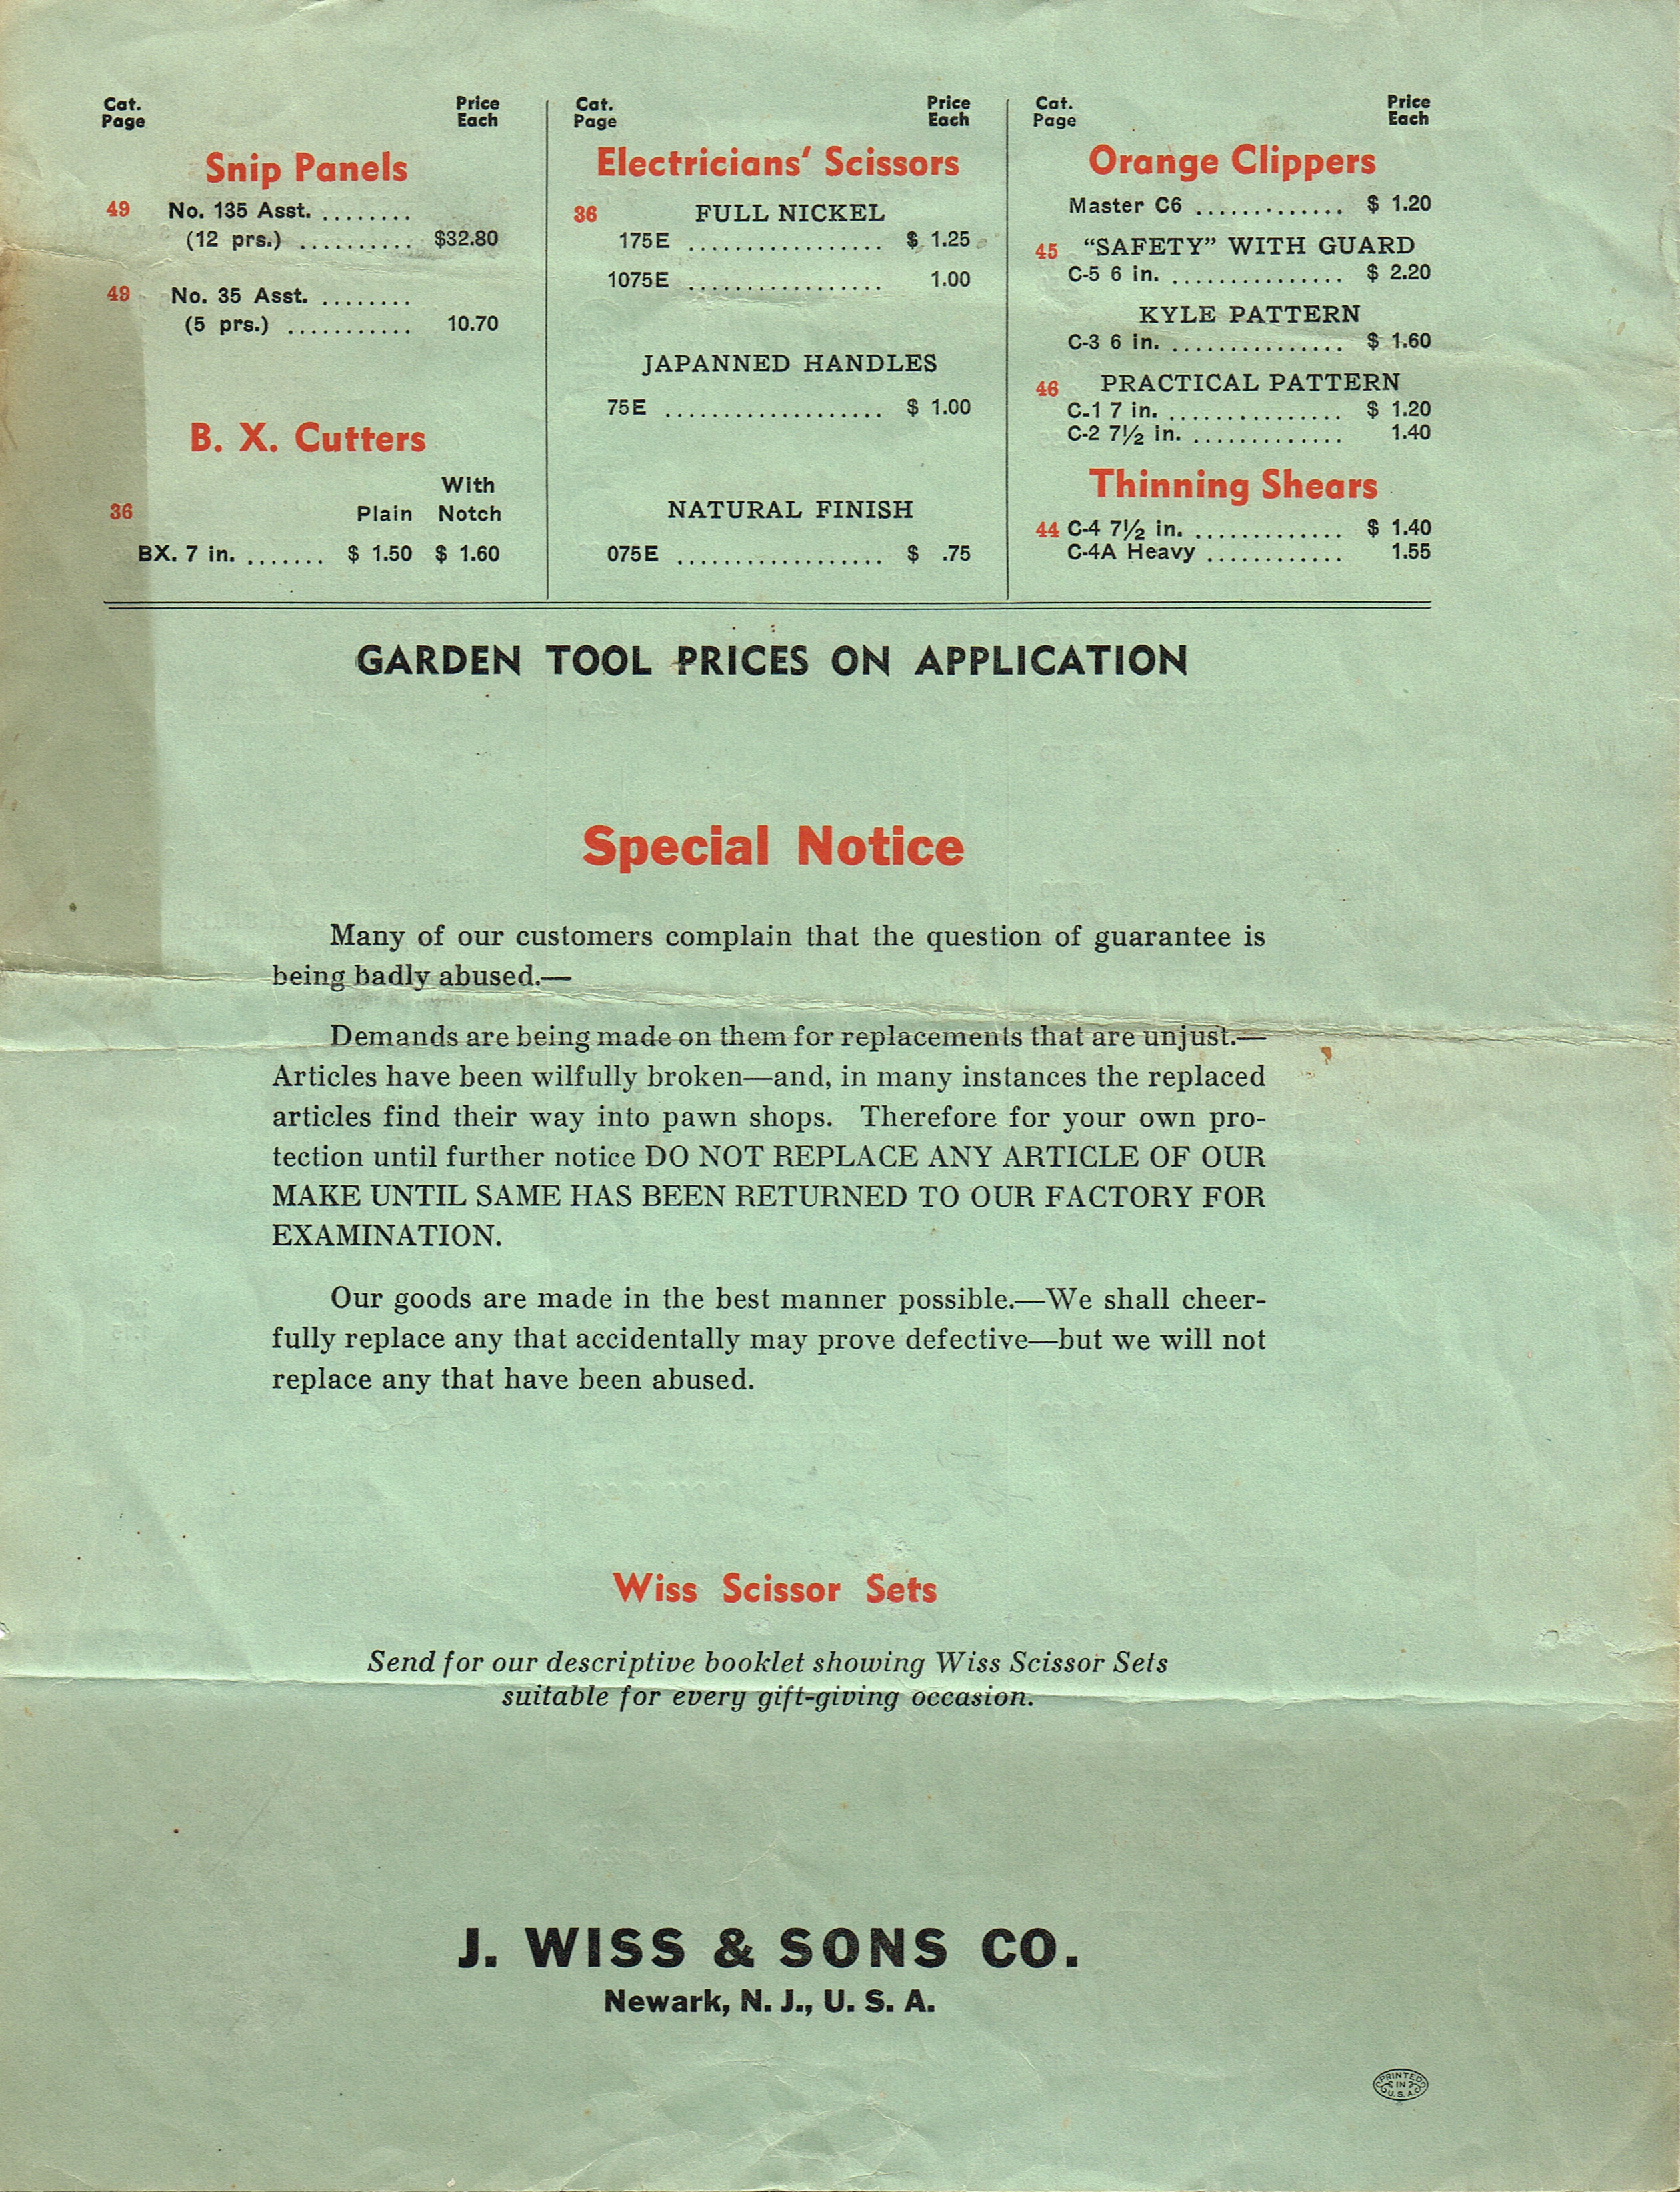 Cat. Page Price Each
Snip Panels
49 No. 135 Asst. ........
(12 prs.) .......... $32.80
49 No. 35 Asst. ........
(5 prs.) ........... 10.70
B. X. Cutters
With
36 Plain Notch
BX. 7 in. ....... $ 1.50 $ 1.60
Cat. Page Price Each
Electricians' Scissors
36 FULL NICKEL
175E .................. $ 1.25
1075E .................. 1.00
JAPANNED HANDLES
75E .................... $ 1.00
NATURAL FINISH
075E .................. $ .75
Cat. Page Price Each
Orange Clippers
Master C6 ............. $ 1.20
45 “SAFETY” WITH GUARD
C-5 6 in. ............... $ 2.20
KYLE PATTERN
C-3 6 in. ............... $ 1.60
46 PRACTICAL PATTERN
C-1 7 in. ............... $ 1.20
C-2 7½ in. ............. 1.40
Thinning Shears
44 C-4 7½ in. ............. $ 1.40
C-4A Heavy ............ 1.55
GARDEN TOOL PRICES ON APPLICATION
Special Notice
Many of our customers complain that the question of guarantee is
being badly abused.—
Demands are being made on them for replacements that are unjust.—
Articles have been wilfully broken—and, in many instances the replaced
articles find their way into pawn shops. Therefore for your own pro-
tection until further notice DO NOT REPLACE ANY ARTICLE OF OUR
MAKE UNTIL SAME HAS BEEN RETURNED TO OUR FACTORY FOR
EXAMINATION.
Our goods are made in the best manner possible.—We shall cheer-
fully replace any that accidentally may prove defective—but we will not
replace any that have been abused.
Wiss Scissor Sets
Send for our descriptive booklet showing Wiss Scissor Sets
suitable for every gift-giving occasion.
J. WISS & SONS CO.
Newark, N. J., U. S. A.
PRINTED
IN
U.S.A.